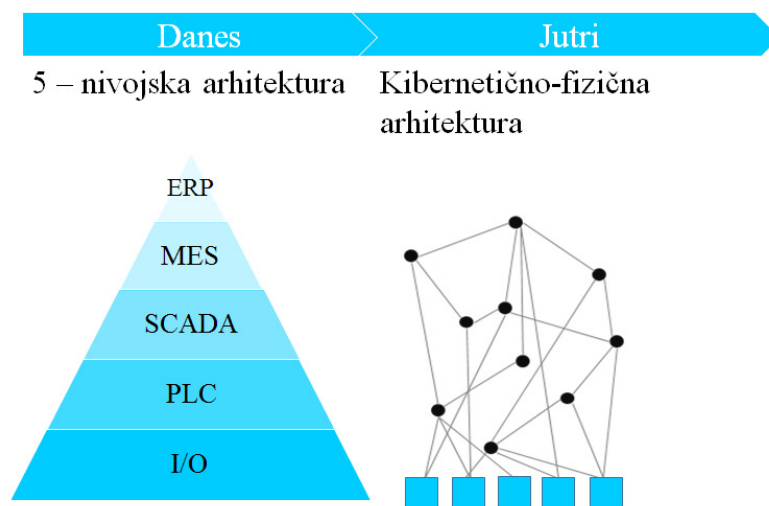 Danes
Jutri
5 – nivojska arhitektura
Kibernetično-fizična
arhitektura
ERP
MES
SCADA
PLC
I/O